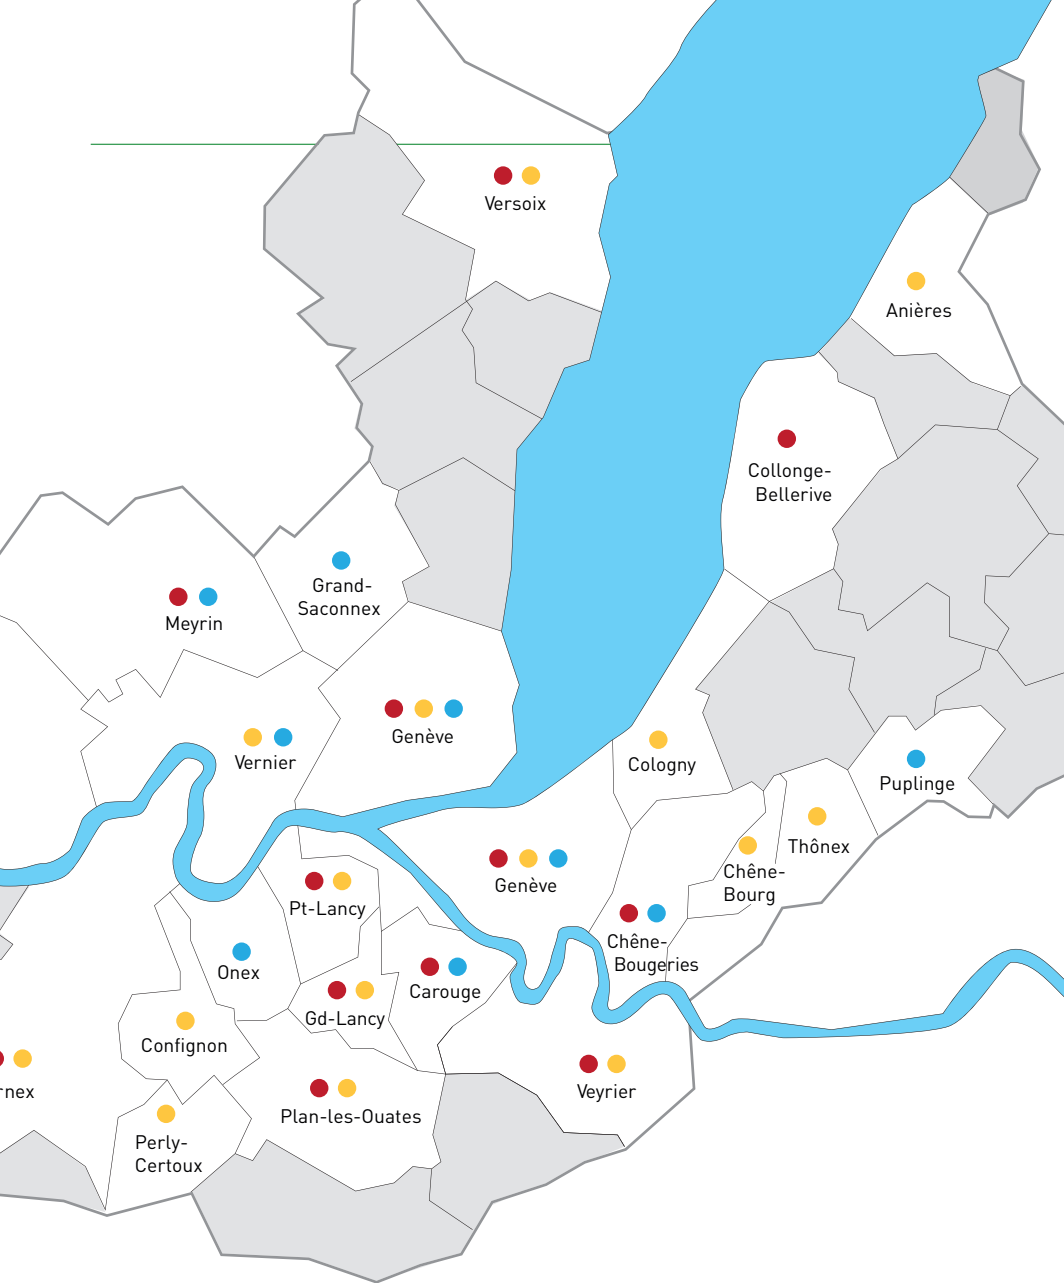 Versoix
Anières
Collonge-
Bellerive
Grand-
Saconnex
Meyrin
Genève
Vernier
Cologny
Puplinge
Thônex
Chêne-
Bourg
Genève
Pt-Lancy
Chêne-
Bougeries
Onex
Carouge
Gd-Lancy
Confignon
rnex
Veyrier
Plan-les-Ouates
Perly-
Certoux